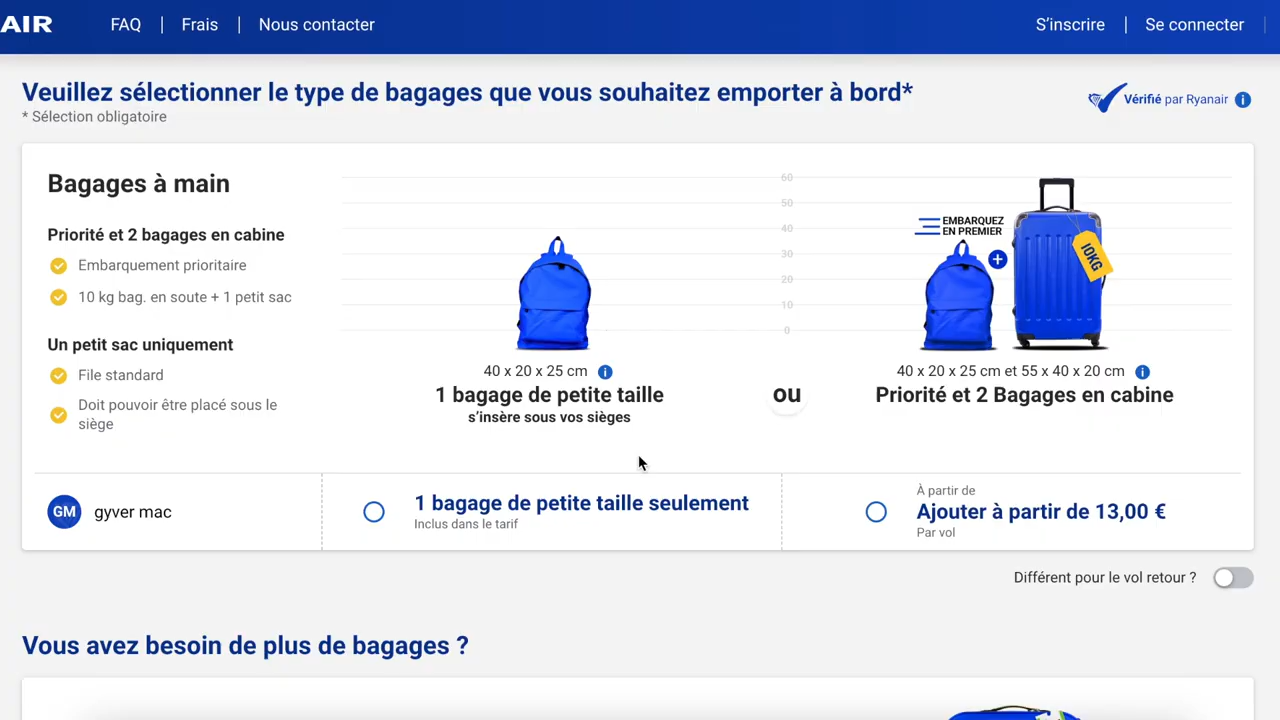 AIR
FAQ | Frais | Nous contacter
S'inscrire | Se connecter |
Veuillez sélectionner le type de bagages que vous souhaitez emporter à bord*
* Sélection obligatoire
Vérifié par Ryanair i
Bagages à main
Priorité et 2 bagages en cabine
Embarquement prioritaire
10 kg bag. en soute + 1 petit sac
Un petit sac uniquement
File standard
Doit pouvoir être placé sous le
siège
60
50
40
30
20
10
0
40 x 20 x 25 cm i
1 bagage de petite taille
s'insère sous vos sièges
ou
EMBARQUEZ
EN PREMIER
+
10KG
40 x 20 x 25 cm et 55 x 40 x 20 cm i
Priorité et 2 Bagages en cabine
GM gyver mac
1 bagage de petite taille seulement
Inclus dans le tarif
À partir de
Ajouter à partir de 13,00 €
Par vol
Différent pour le vol retour ?
Vous avez besoin de plus de bagages ?